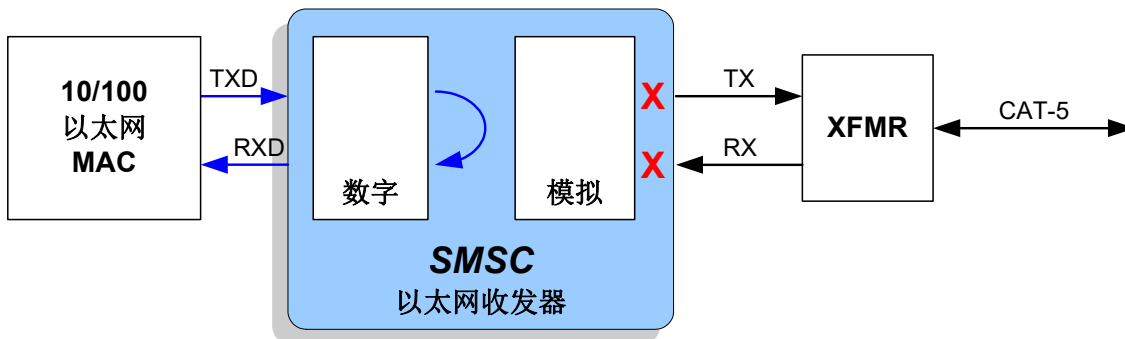 10/100
以太网
MAC
TXD
RXD
数字
模拟
X
X
SMSC
以太网收发器
TX
RX
XFMR
CAT-5